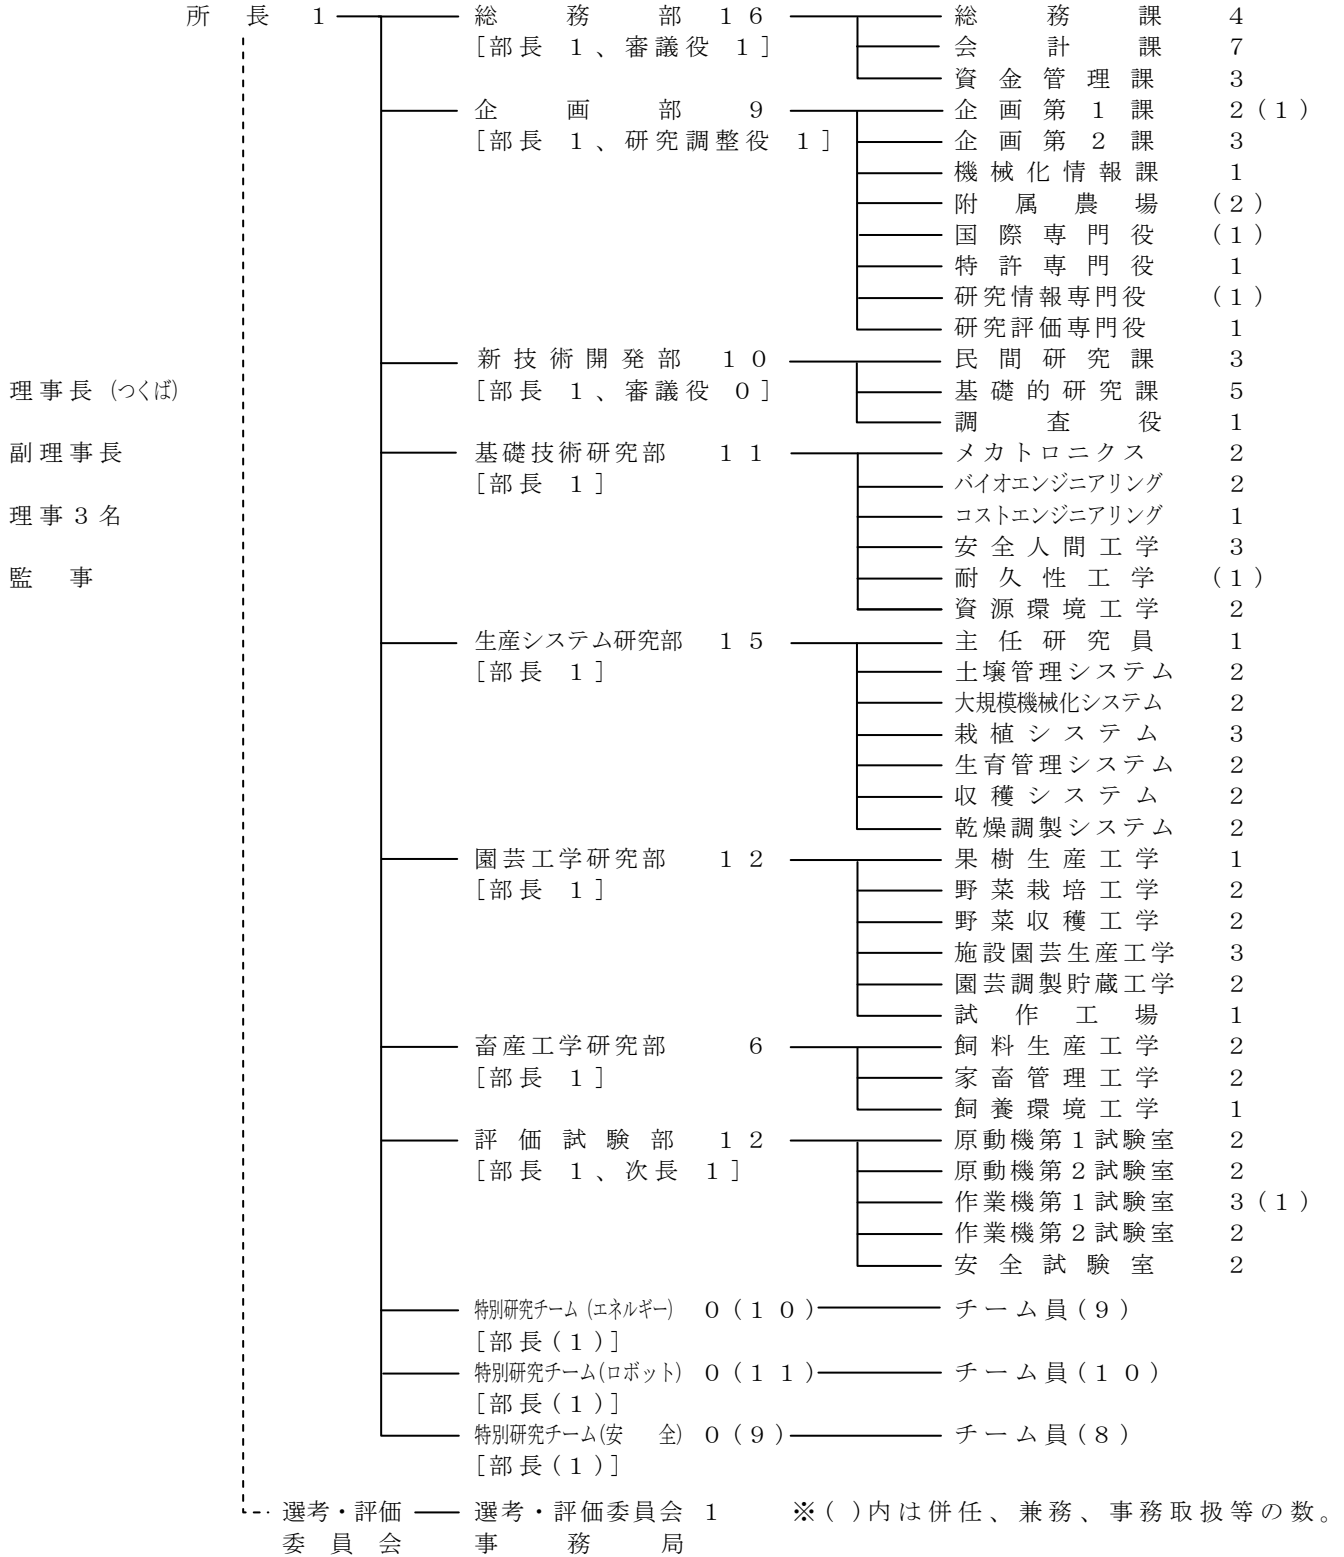 所長 1 総務部 16 総務課 4
[部長 1、審議役 1] 会計課 7
資金管理課 3
企画部 9 企画第1課 2(1)
[部長 1、研究調整役 1] 企画第2課 3
機械化情報課 1
附属農場 (2)
国際専門役 (1)
特許専門役 1
研究情報専門役 (1)
研究評価専門役 1
新技術開発部 10 民間研究課 3
理事長(つくば) [部長 1、審議役 0] 基礎的研究課 5
調査役 1
副理事長 基礎技術研究部 11 メカトロニクス 2
[部長 1] バイオエンジニアリング 2
理事3名 コストエンジニアリング 1
安全人間工学 3
監事 耐久性工学 (1)
資源環境工学 2
生産システム研究部 15 主任研究員 1
[部長 1] 土壌管理システム 2
大規模機械化システム 2
栽植システム 3
生育管理システム 2
収穫システム 2
乾燥調製システム 2
園芸工学研究部 12 果樹生産工学 1
[部長 1] 野菜栽培工学 2
野菜収穫工学 2
施設園芸生産工学 3
園芸調製貯蔵工学 2
試作工場 1
畜産工学研究部 6 飼料生産工学 2
[部長 1] 家畜管理工学 2
飼養環境工学 1
評価試験部 12 原動機第1試験室 2
[部長 1、次長 1] 原動機第2試験室 2
作業機第1試験室 3(1)
作業機第2試験室 2
安全試験室 2
特別研究チーム(エネルギー) 0(10) チーム員(9)
[部長(1)]
特別研究チーム(ロボット) 0(11) チーム員(10)
[部長(1)]
特別研究チーム(安 全) 0(9) チーム員(8)
[部長(1)]
選考・評価 選考・評価委員会 1 ※( )内は併任、兼務、事務取扱等の数。
委員会 事務局